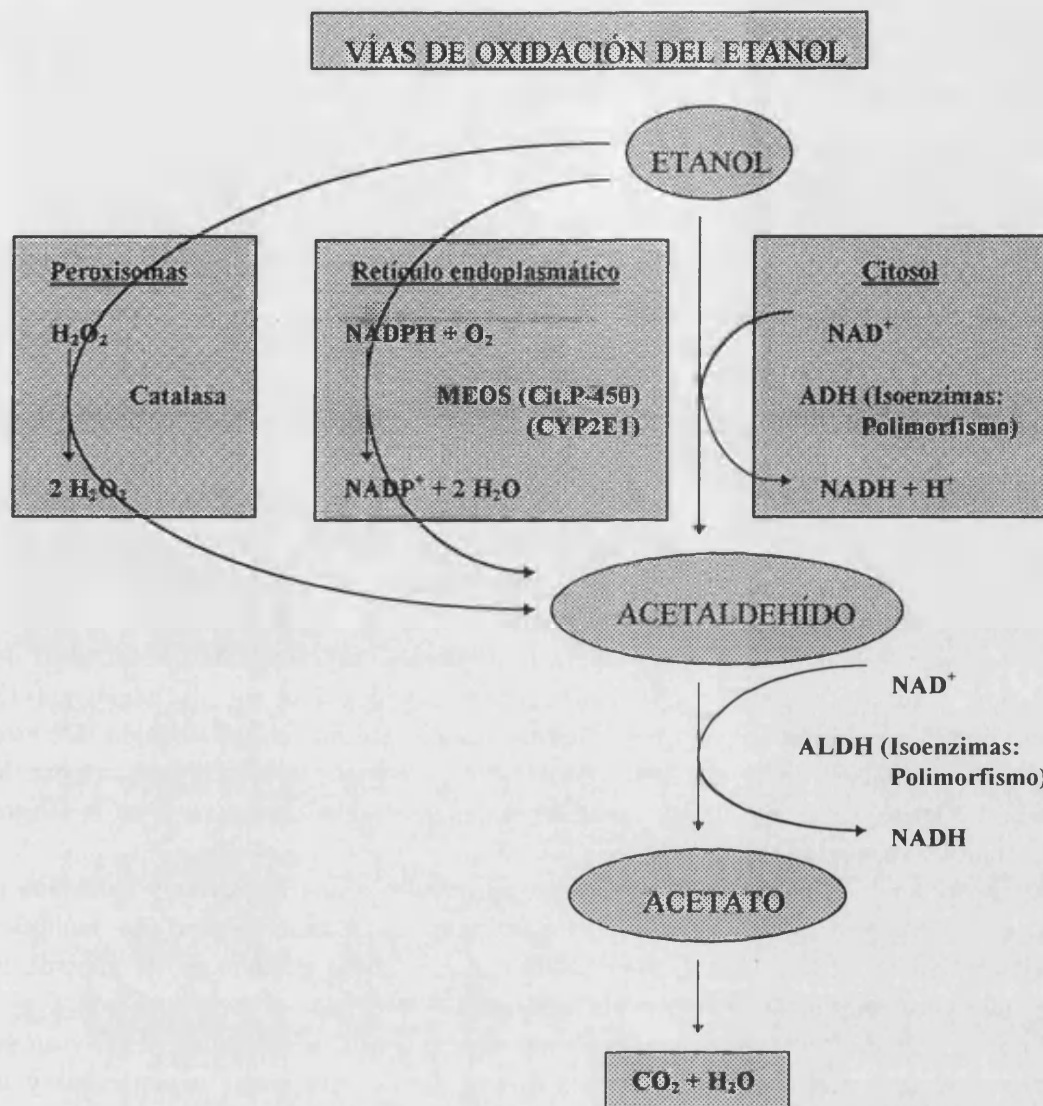 VÍAS DE OXIDACIÓN DEL ETANOL
ETANOL
Peroxisomas
H₂O₂
Catalasa
2 H₂O₂
Retículo endoplasmático
NADPH + O₂
MEOS (Cit.P-450)
(CYP2E1)
NADP⁺ + 2 H₂O
Citosol
NAD⁺
ADH (Isoenzimas:
Polimorfismo)
NADH + H⁺
ACETALDEHÍDO
NAD⁺
ALDH (Isoenzimas:
Polimorfismo)
NADH
ACETATO
CO₂ + H₂O